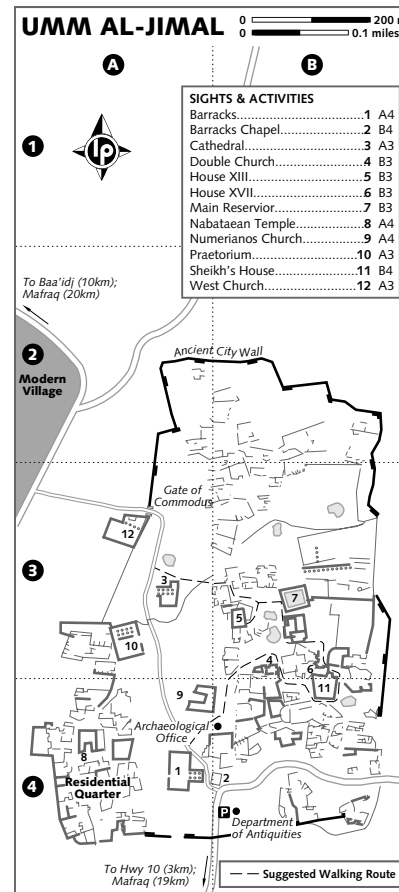 UMM AL-JIMAL
0 200 m
0 0.1 miles
A B
SIGHTS & ACTIVITIES
Barracks 1 A4
Barracks Chapel 2 B4
Cathedral 3 A3
Double Church 4 B3
House XIII 5 B3
House XVII 6 B3
Main Reservior 7 B3
Nabataean Temple 8 A4
Numerianos Church 9 A4
Praetorium 10 A3
Sheikh's House 11 B4
West Church 12 A3
1
lp
To Baa'idj (10km);
Mafraq (20km)
2
Modern
Village
Ancient City Wall
Gate of
Commodus
12
3
3
7
5
10
4
6
11
9
Archaeological
Office
8
1
2
4
Residential
Quarter
P
Department
of Antiquities
To Hwy 10 (3km);
Mafraq (19km)
Suggested Walking Route